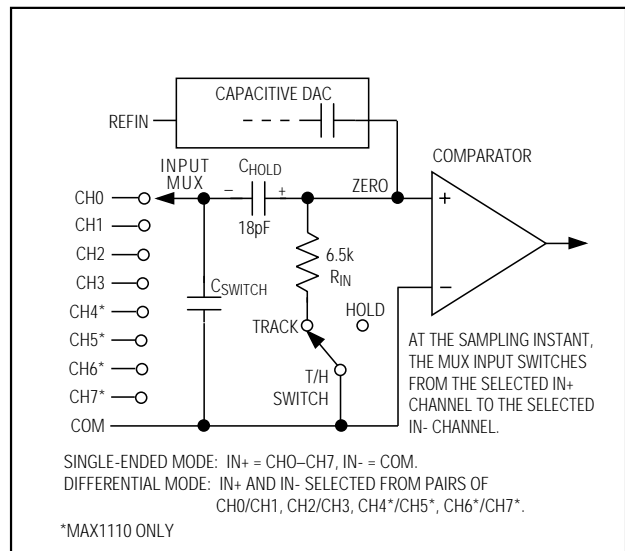 CAPACITIVE DAC
REFIN
COMPARATOR
INPUT
MUX
CHOLD
ZERO
– +
CH0
+
18pF
CH1
6.5k
RIN
CH2
CH3
CSWITCH
–
HOLD
CH4*
TRACK
CH5*
AT THE SAMPLING INSTANT,
THE MUX INPUT SWITCHES
FROM THE SELECTED IN+
CHANNEL TO THE SELECTED
IN- CHANNEL.
CH6*
T/H
SWITCH
CH7*
COM
SINGLE-ENDED MODE: IN+ = CHO–CH7, IN- = COM.
DIFFERENTIAL MODE: IN+ AND IN- SELECTED FROM PAIRS OF
CH0/CH1, CH2/CH3, CH4*/CH5*, CH6*/CH7*.
*MAX1110 ONLY